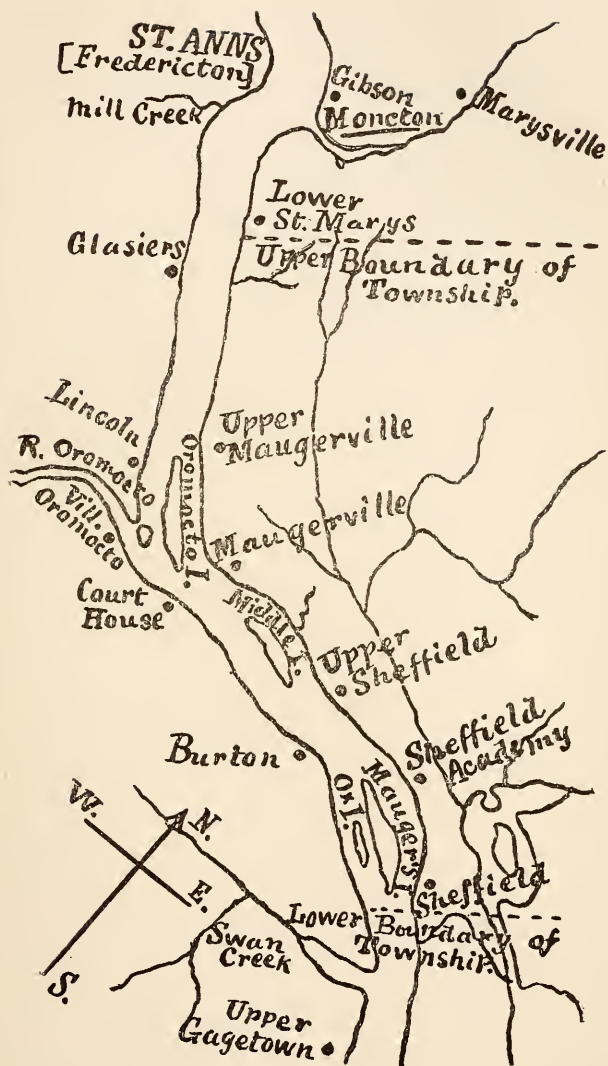 ST. ANNS
[Fredericton]
Mill Creek
Gibson
Moncton
Marysville
Lower
St. Marys
Upper Boundary of
Township.
Glasiers
Lincoln
R. Oromocto
Vill.
Oromocto
Oromocto I.
Upper
Maugerville
Maugerville
Court
House
Middle I.
Upper
Sheffield
Burton
Sheffield
Academy
Ox I.
Mauger's I.
Sheffield
W.
N.
E.
S.
Lower Boundary of
Township.
Swan
Creek
Upper
Gagetown